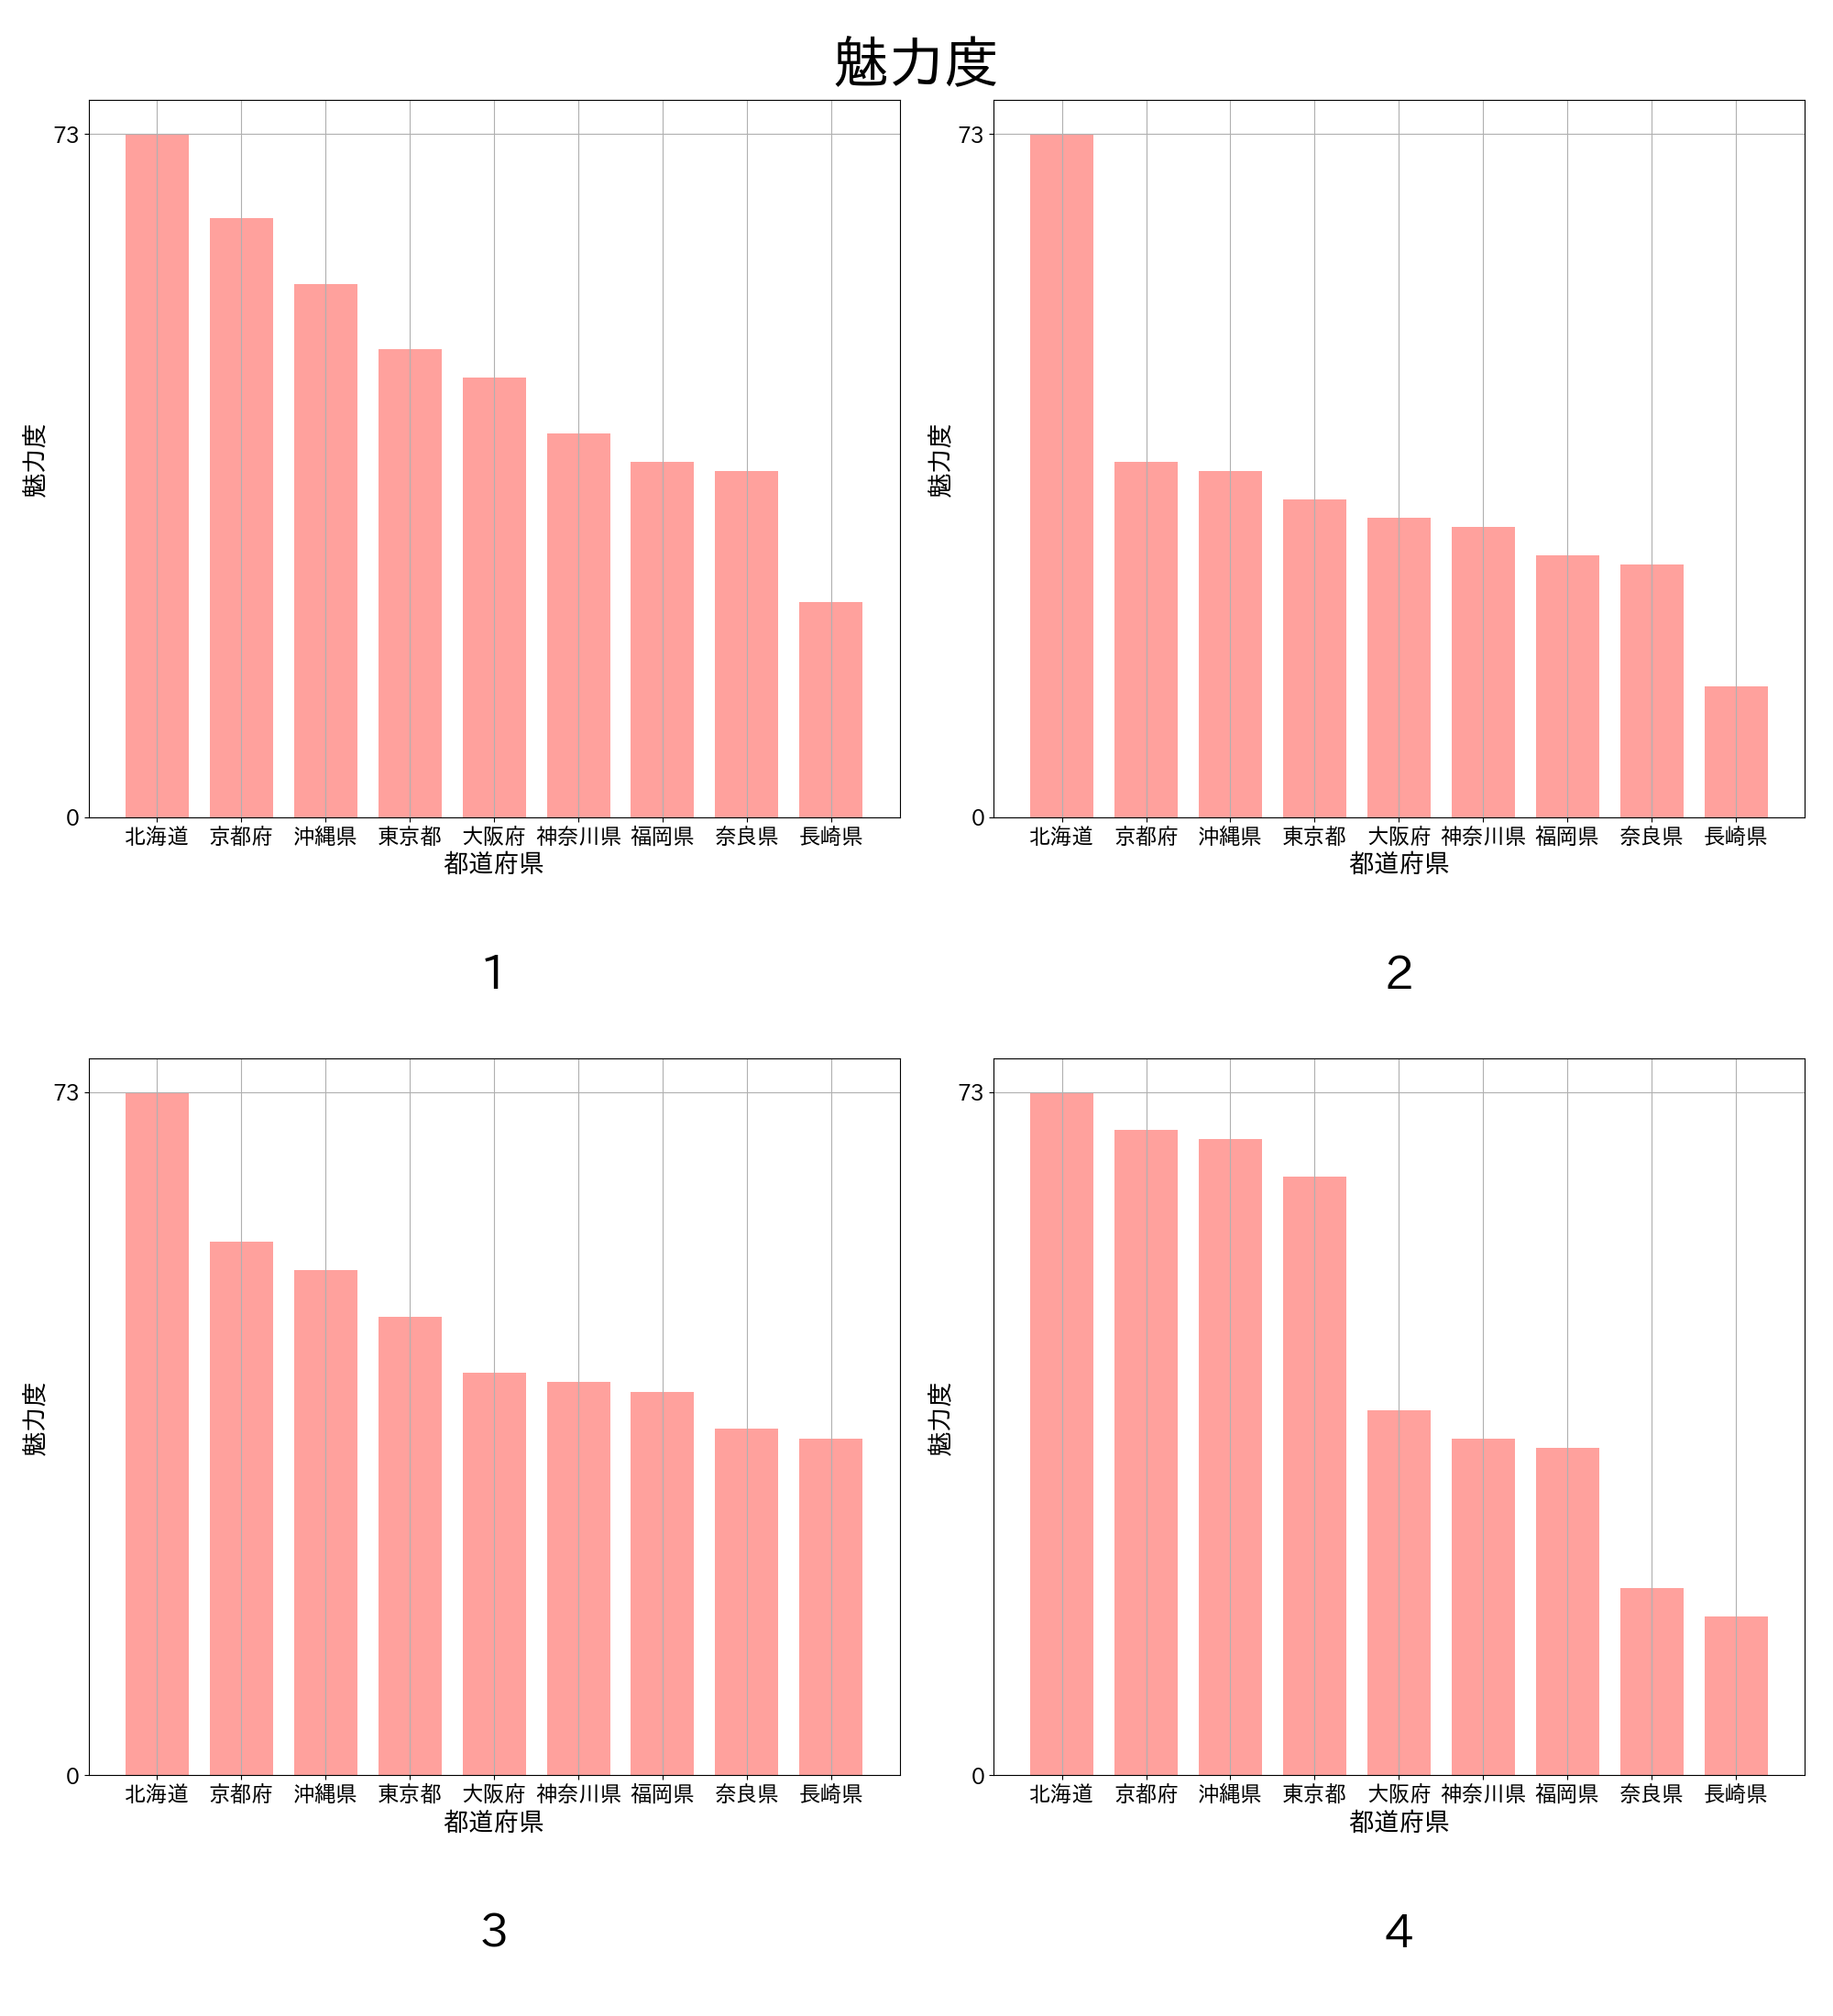 魅力度
73
0
魅力度
北海道 京都府 沖縄県 東京都 大阪府 神奈川県 福岡県 奈良県 長崎県
都道府県
1
73
0
魅力度
北海道 京都府 沖縄県 東京都 大阪府 神奈川県 福岡県 奈良県 長崎県
都道府県
2
73
0
魅力度
北海道 京都府 沖縄県 東京都 大阪府 神奈川県 福岡県 奈良県 長崎県
都道府県
3
73
0
魅力度
北海道 京都府 沖縄県 東京都 大阪府 神奈川県 福岡県 奈良県 長崎県
都道府県
4